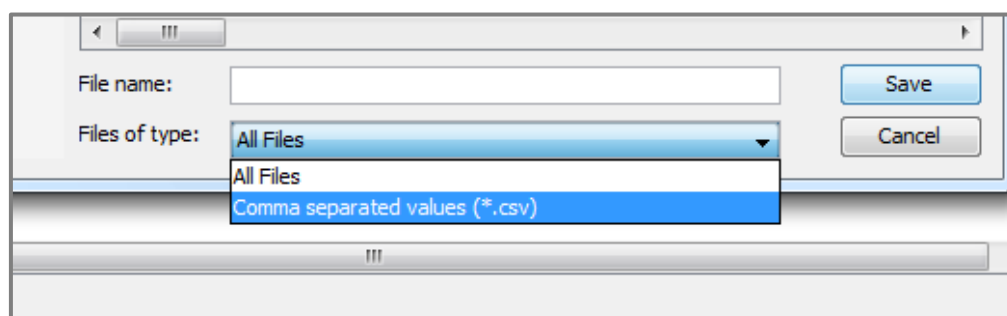 File name:
Save
Files of type:
All Files
Cancel
All Files
Comma separated values (*.csv)